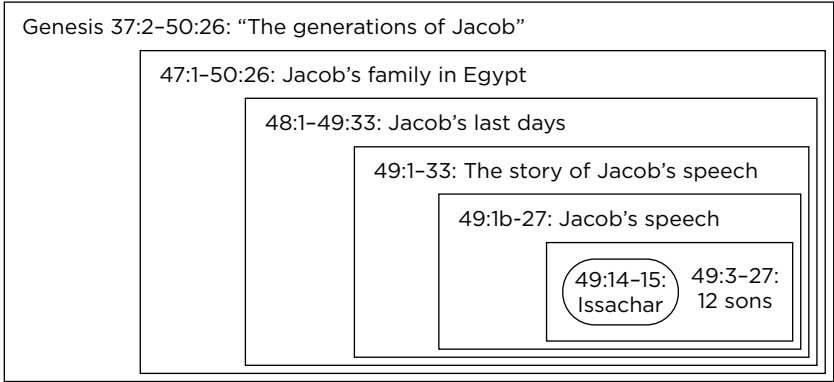 Genesis 37:2–50:26: “The generations of Jacob”
47:1–50:26: Jacob’s family in Egypt
48:1–49:33: Jacob’s last days
49:1–33: The story of Jacob’s speech
49:1b-27: Jacob’s speech
49:14–15:
Issachar
49:3–27:
12 sons